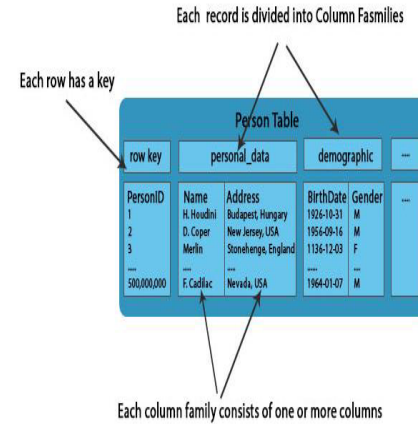 Each record is divided into Column Fasmilies
Each row has a key
Person Table
row key personal_data demographic ....
PersonID Name Address BirthDate Gender ....
1 H. Houdini Budapest, Hungary 1926-10-31 M
2 D. Coper New Jersey, USA 1956-09-16 M
3 Merlin Stonehenge, England 1136-12-03 F
.... .... .... ..... ...
500,000,000 F. Cadilac Nevada, USA 1964-01-07 M
Each column family consists of one or more columns